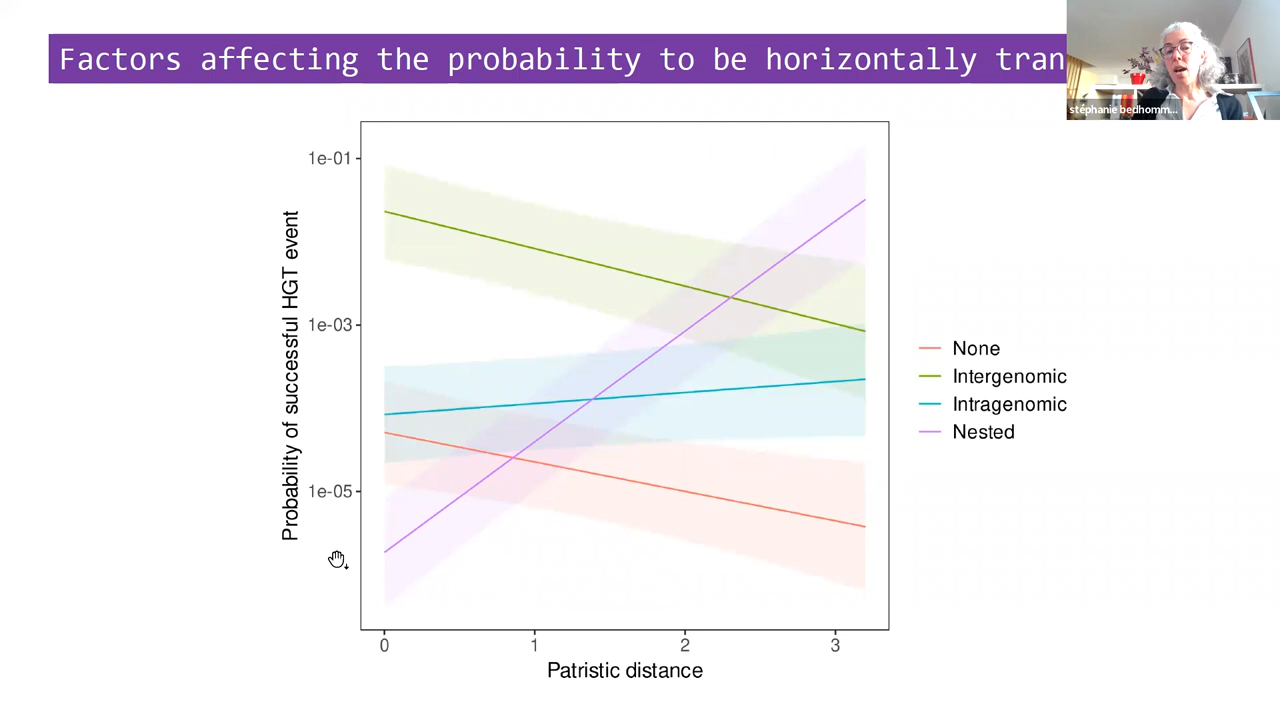 Factors affecting the probability to be horizontally tran
stéphanie bedhomm...
1e-01
1e-03
1e-05
Probability of successful HGT event
0 1 2 3
Patristic distance
None
Intergenomic
Intragenomic
Nested